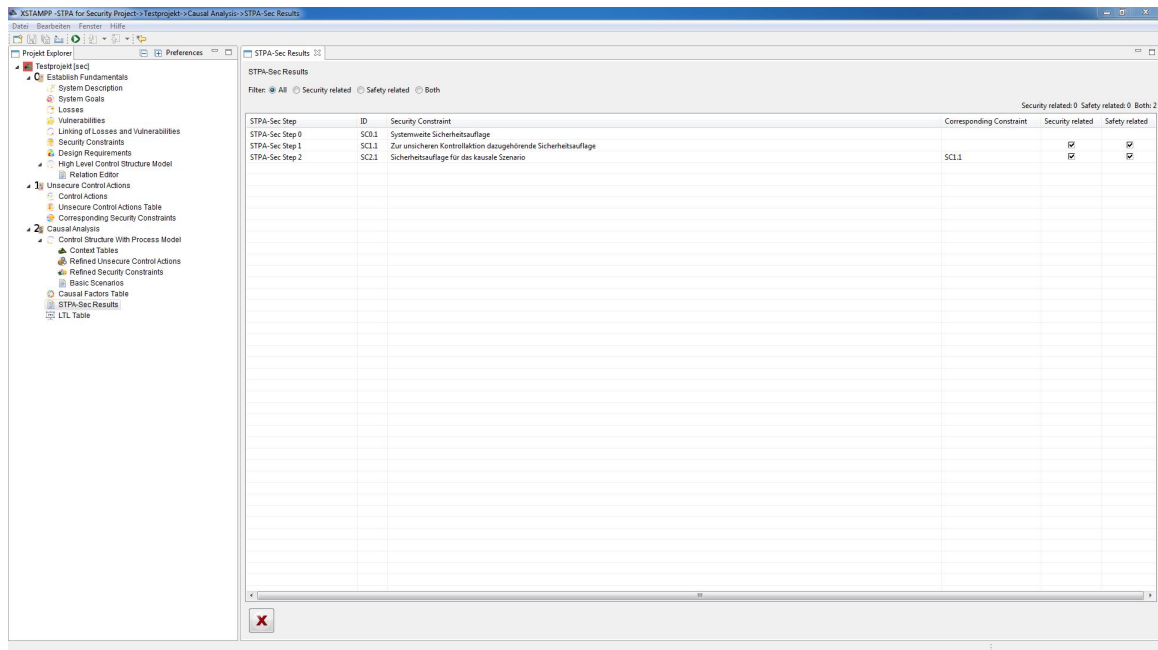 XSTAMPP -STPA for Security Project->Testprojekt->Causal Analysis->STPA-Sec Results
Datei Bearbeiten Fenster Hilfe
Projekt Explorer
Preferences
Testprojekt [sec]
0 Establish Fundamentals
System Description
System Goals
Losses
Vulnerabilities
Linking of Losses and Vulnerabilities
Security Constraints
Design Requirements
High Level Control Structure Model
Relation Editor
1 Unsecure Control Actions
Control Actions
Unsecure Control Actions Table
Corresponding Security Constraints
2 Causal Analysis
Control Structure With Process Model
Context Tables
Refined Unsecure Control Actions
Refined Security Constraints
Basic Scenarios
Causal Factors Table
STPA-Sec Results
LTL Table
STPA-Sec Results
STPA-Sec Results
Filter: All Security related Safety related Both
Security related: 0 Safety related: 0 Both: 2
STPA-Sec Step ID Security Constraint Corresponding Constraint Security related Safety related
STPA-Sec Step 0 SC0.1 Systemweite Sicherheitsauflage
STPA-Sec Step 1 SC1.1 Zur unsicheren Kontrollaktion dazugehörende Sicherheitsauflage
STPA-Sec Step 2 SC2.1 Sicherheitsauflage für das kausale Szenario SC1.1